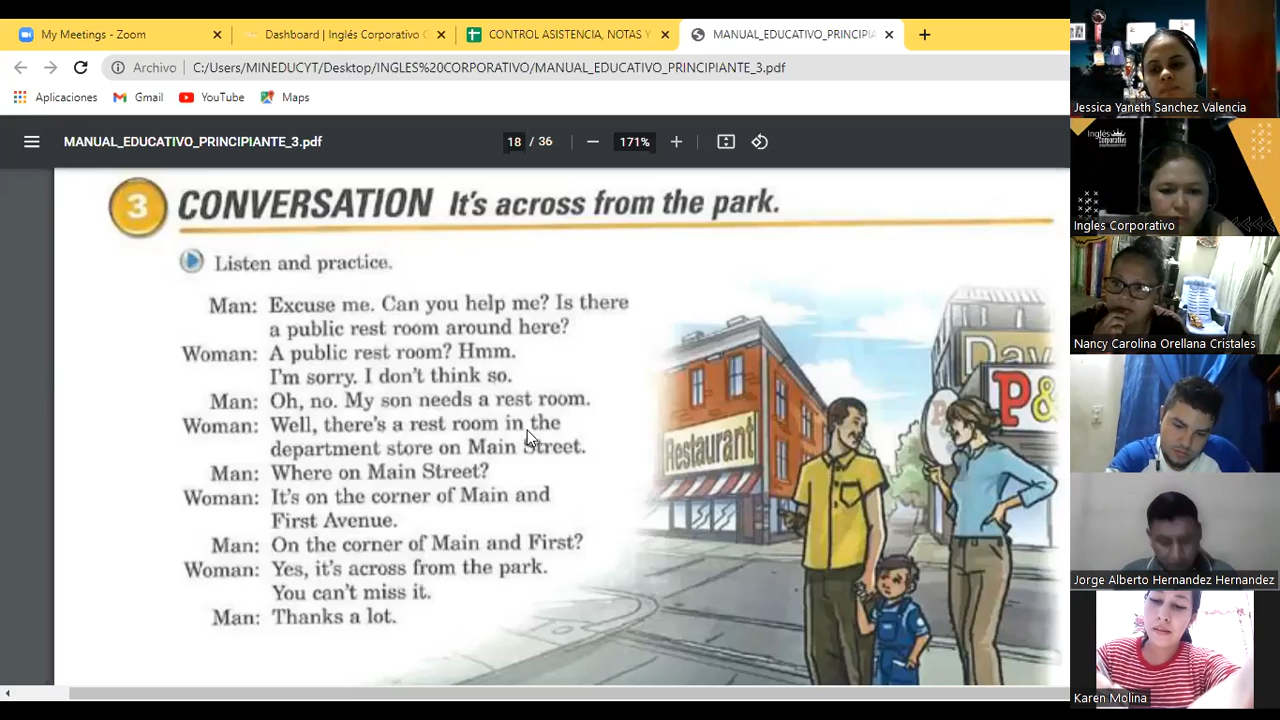 My Meetings - Zoom
Dashboard | Inglés Corporativo
CONTROL ASISTENCIA, NOTAS Y
MANUAL_EDUCATIVO_PRINCIPIA
Archivo
C:/Users/MINEDUCYT/Desktop/INGLES%20CORPORATIVO/MANUAL_EDUCATIVO_PRINCIPIANTE_3.pdf
Aplicaciones
Gmail
YouTube
Maps
MANUAL_EDUCATIVO_PRINCIPIANTE_3.pdf
18 / 36
171%
3 CONVERSATION It's across from the park.
Listen and practice.
Man: Excuse me. Can you help me? Is there
a public rest room around here?
Woman: A public rest room? Hmm.
I'm sorry. I don't think so.
Man: Oh, no. My son needs a rest room.
Woman: Well, there's a rest room in the
department store on Main Street.
Man: Where on Main Street?
Woman: It's on the corner of Main and
First Avenue.
Man: On the corner of Main and First?
Woman: Yes, it's across from the park.
You can't miss it.
Man: Thanks a lot.
Restaurant
Day
P&
Jessica Yaneth Sanchez Valencia
Inglés
corporativo
Ingles Corporativo
Nancy Carolina Orellana Cristales
Jorge Alberto Hernandez Hernandez
Karen Molina